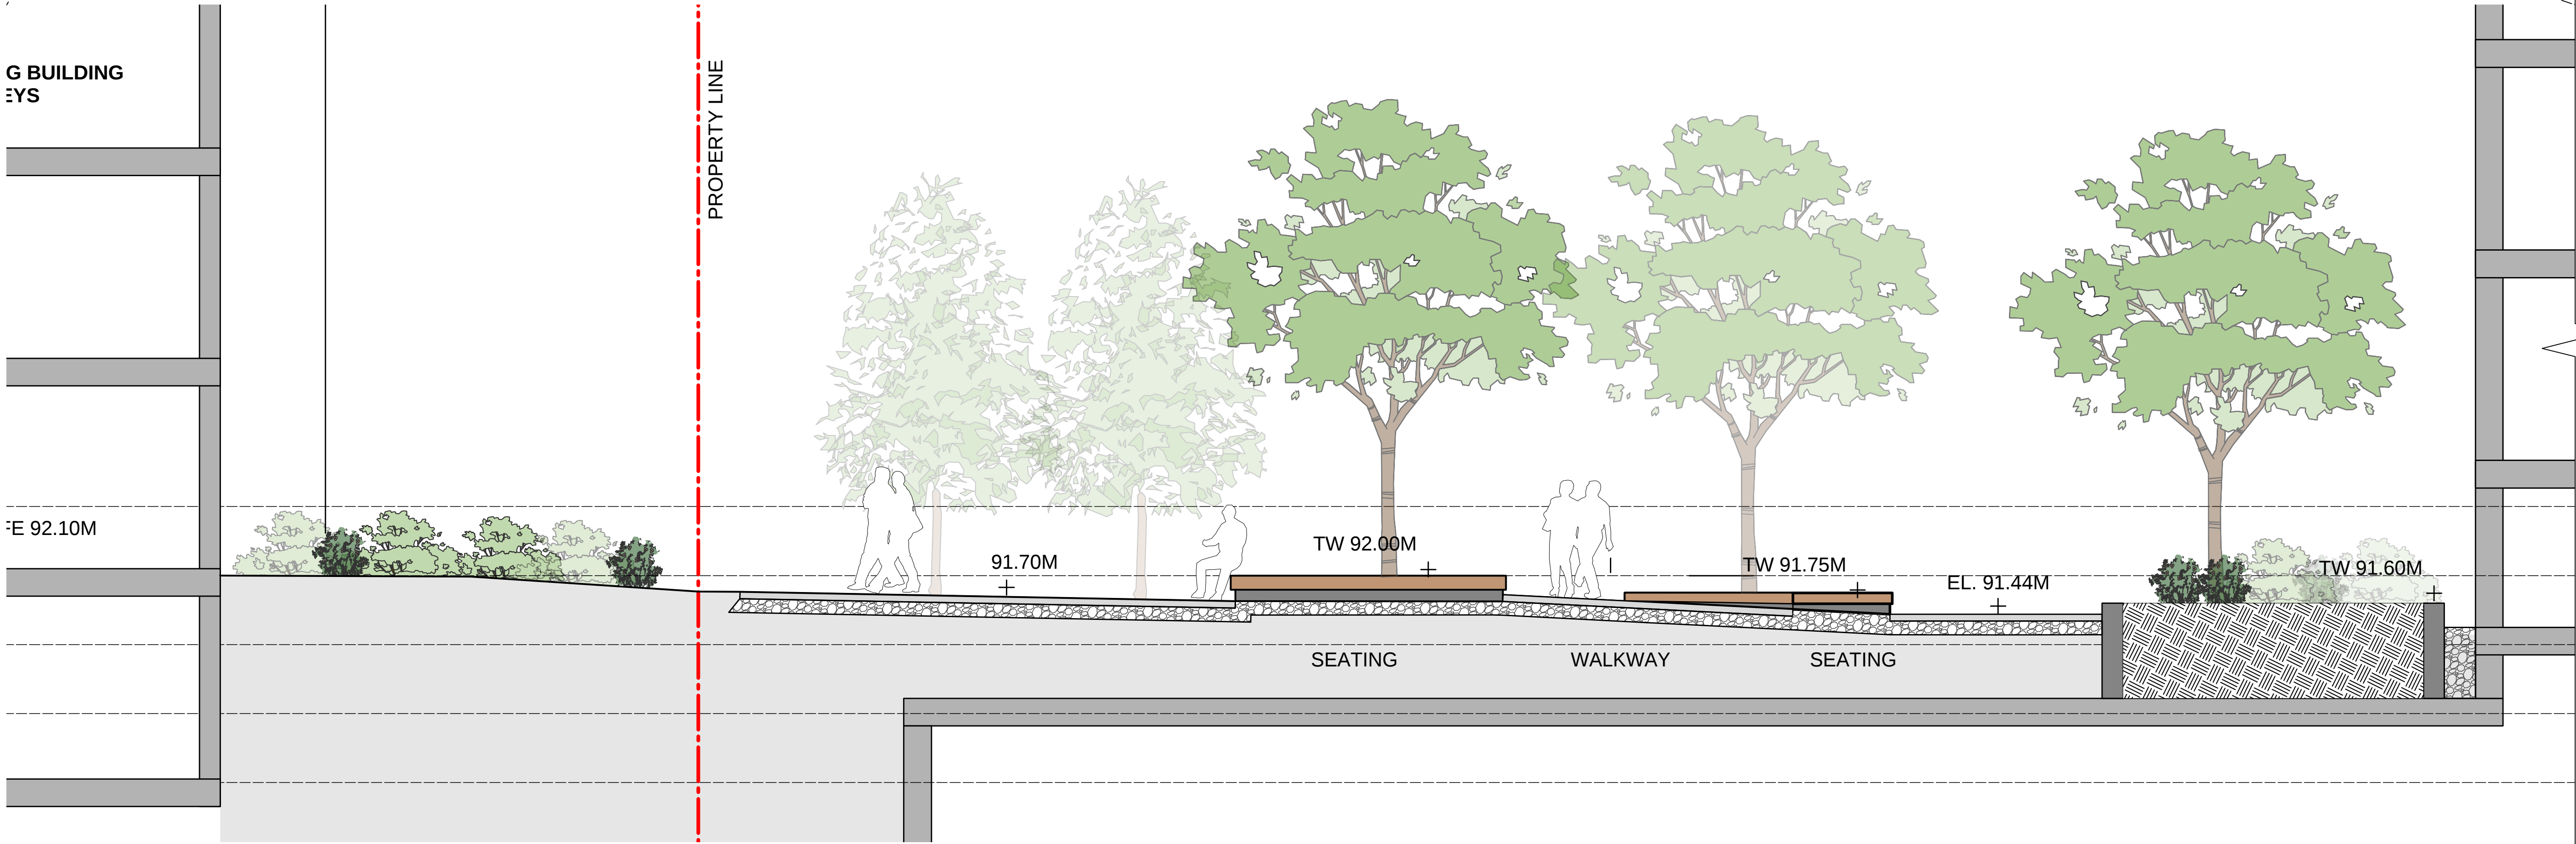 G BUILDING
EYS
PROPERTY LINE
FE 92.10M
91.70M
TW 92.00M
TW 91.75M
EL. 91.44M
TW 91.60M
SEATING
WALKWAY
SEATING